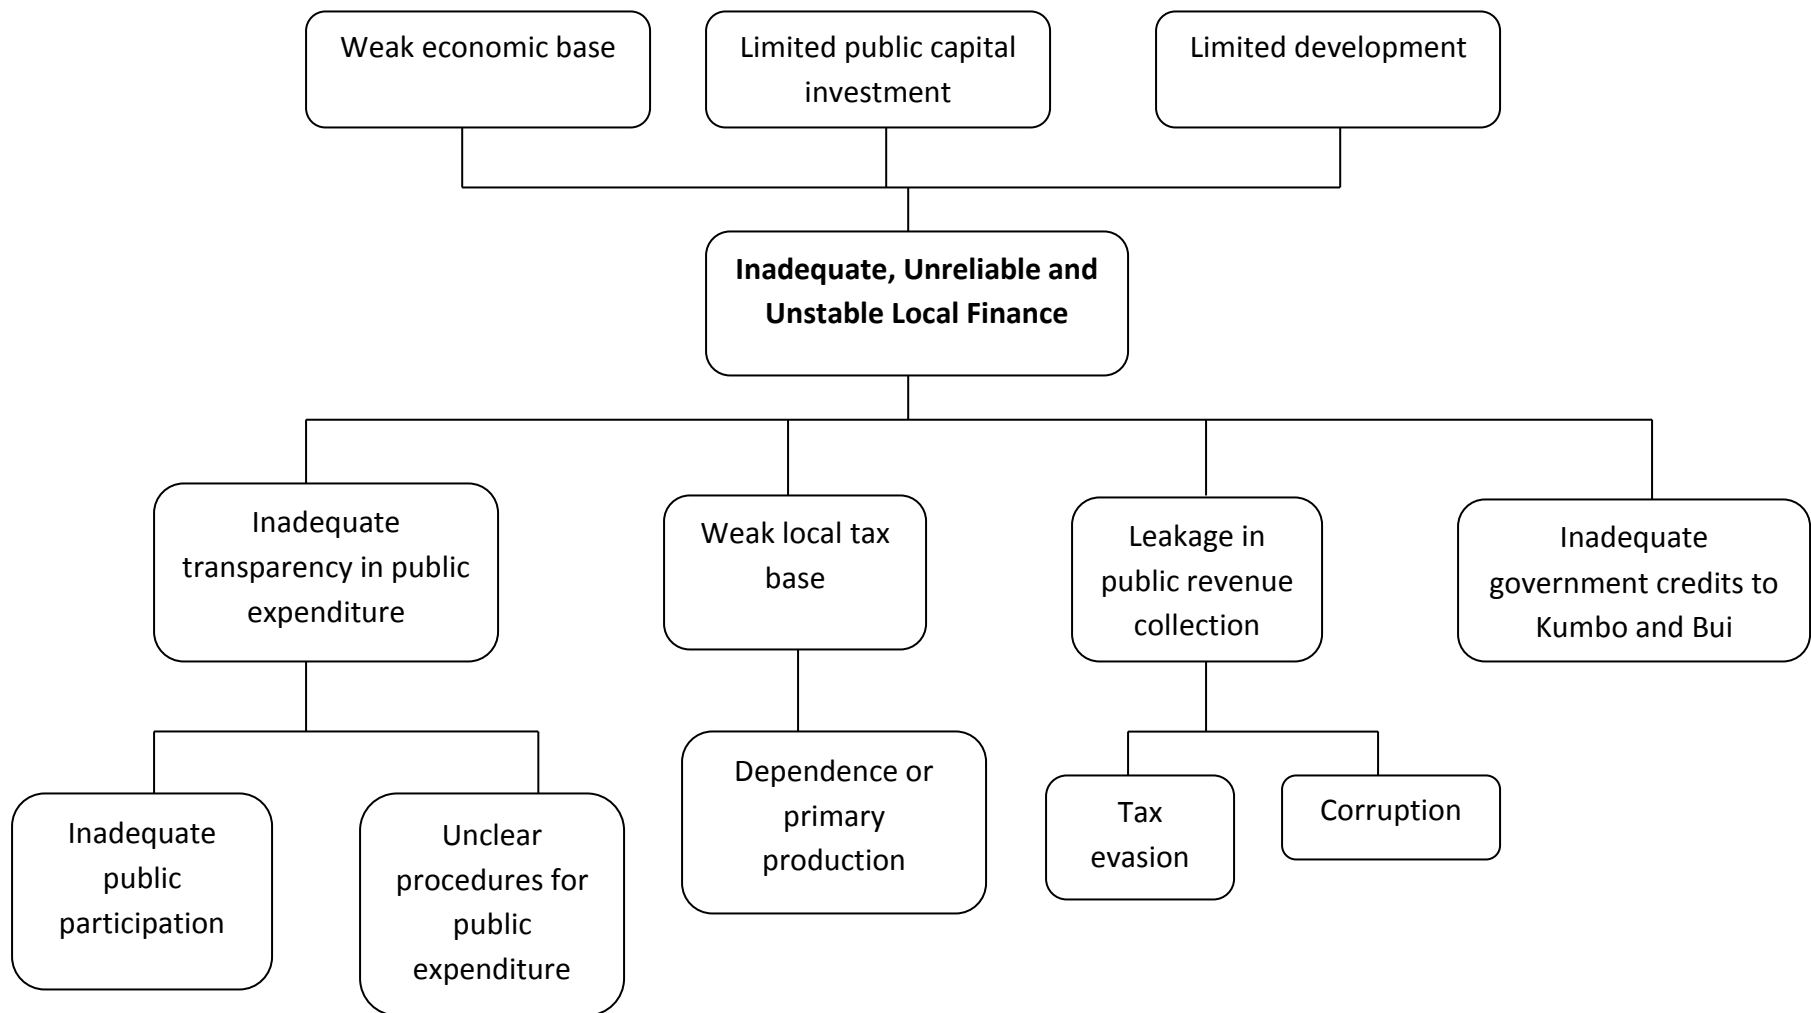 Weak economic base
Limited public capital
investment
Limited development
Inadequate, Unreliable and
Unstable Local Finance
Inadequate
transparency in public
expenditure
Weak local tax
base
Leakage in
public revenue
collection
Inadequate
government credits to
Kumbo and Bui
Inadequate
public
participation
Unclear
procedures for
public
expenditure
Dependence or
primary
production
Tax
evasion
Corruption